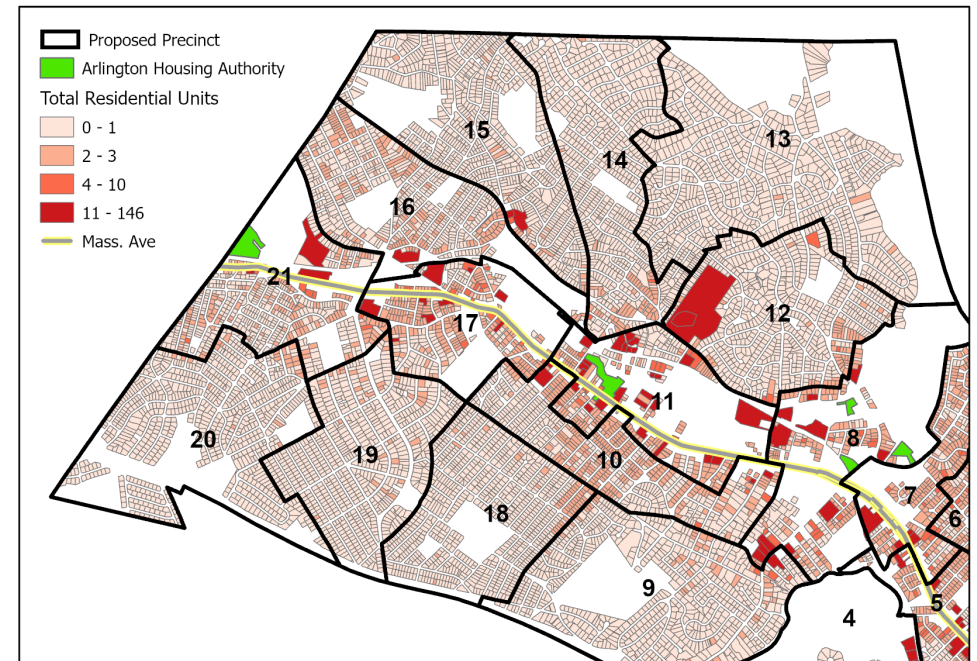 Proposed Precinct
Arlington Housing Authority
Total Residential Units
0 - 1
2 - 3
4 - 10
11 - 146
Mass. Ave
15
13
14
16
21
12
17
11
20
19
10
8
18
7
6
9
5
4